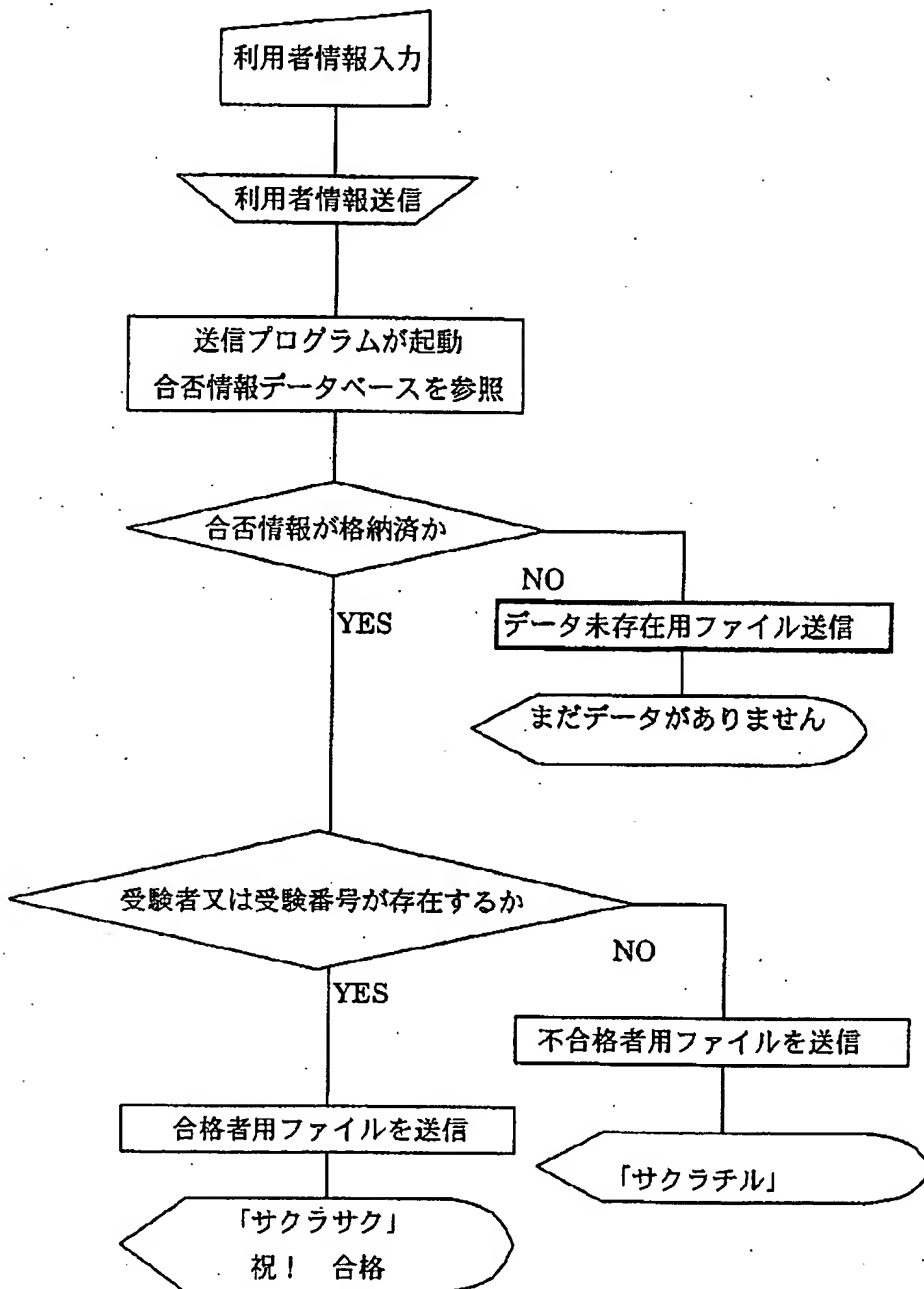 利用者情報入力
利用者情報送信
送信プログラムが起動
合否情報データベースを参照
合否情報が格納済か
NO
YES
データ未存在用ファイル送信
まだデータがありません
受験者又は受験番号が存在するか
NO
YES
不合格者用ファイルを送信
合格者用ファイルを送信
「サクラチル」
「サクラサク」
祝！　合格